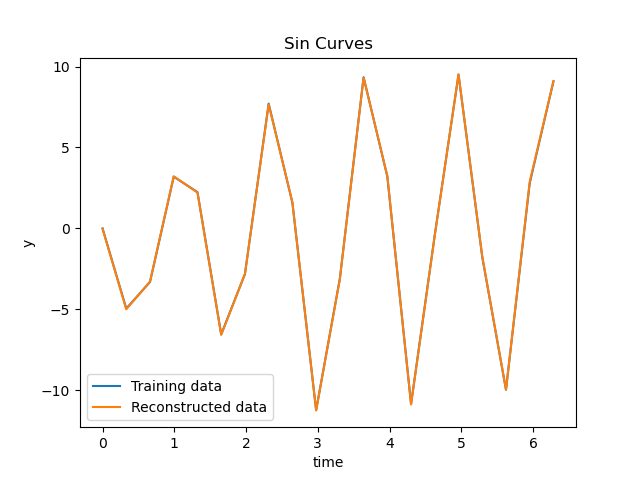 Sin Curves
10
5
0
−5
−10
y
Training data
Reconstructed data
0 1 2 3 4 5 6
time